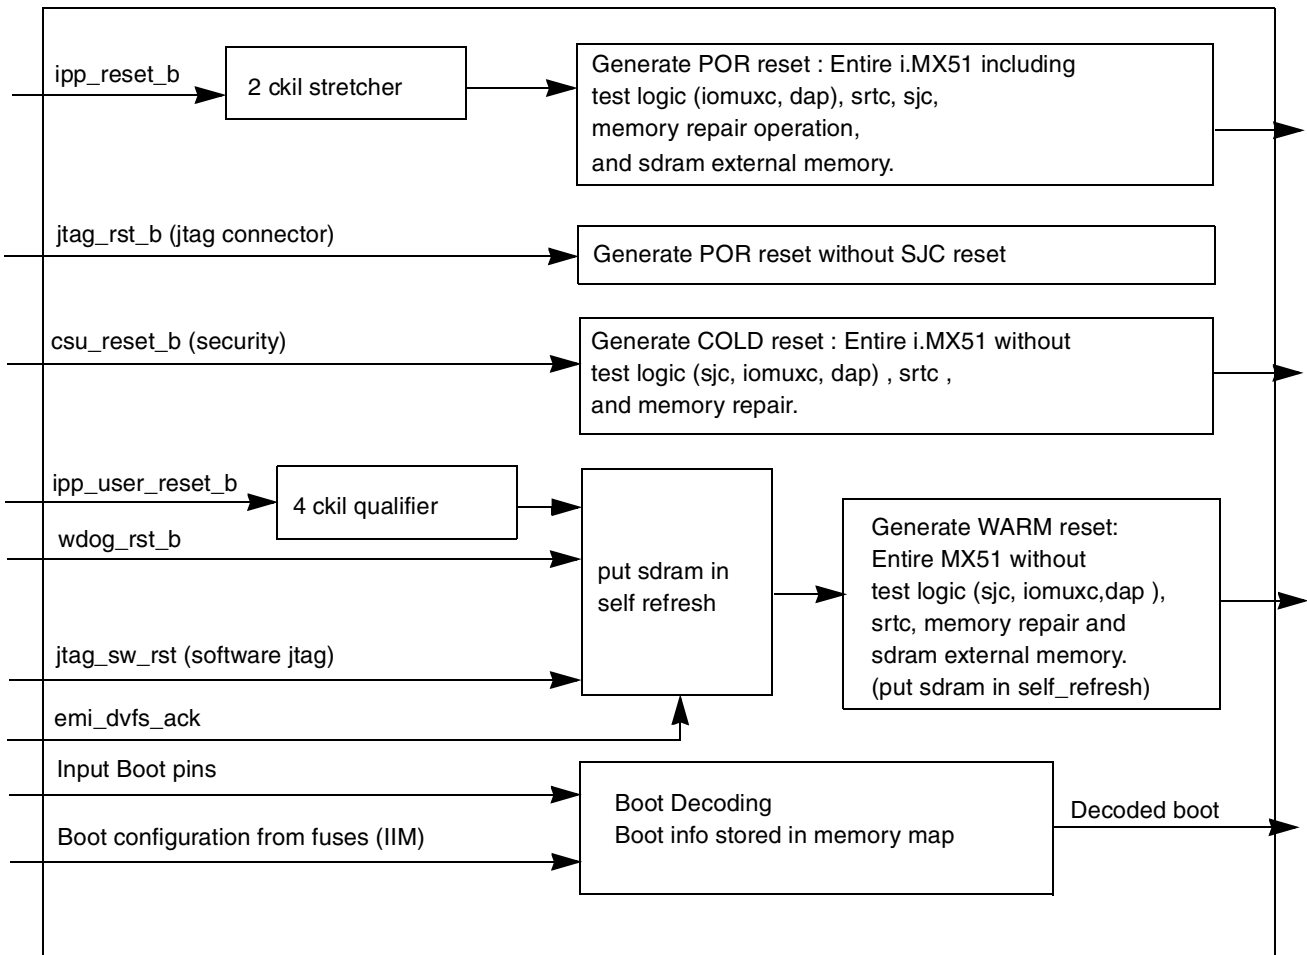 ipp_reset_b
2 ckil stretcher
Generate POR reset : Entire i.MX51 including
test logic (iomuxc, dap), srtc, sjc,
memory repair operation,
and sdram external memory.
jtag_rst_b (jtag connector)
Generate POR reset without SJC reset
csu_reset_b (security)
Generate COLD reset : Entire i.MX51 without
test logic (sjc, iomuxc, dap) , srtc ,
and memory repair.
ipp_user_reset_b
4 ckil qualifier
wdog_rst_b
put sdram in
self refresh
Generate WARM reset:
Entire MX51 without
test logic (sjc, iomuxc,dap ),
srtc, memory repair and
sdram external memory.
(put sdram in self_refresh)
jtag_sw_rst (software jtag)
emi_dvfs_ack
Input Boot pins
Boot configuration from fuses (IIM)
Boot Decoding
Boot info stored in memory map
Decoded boot